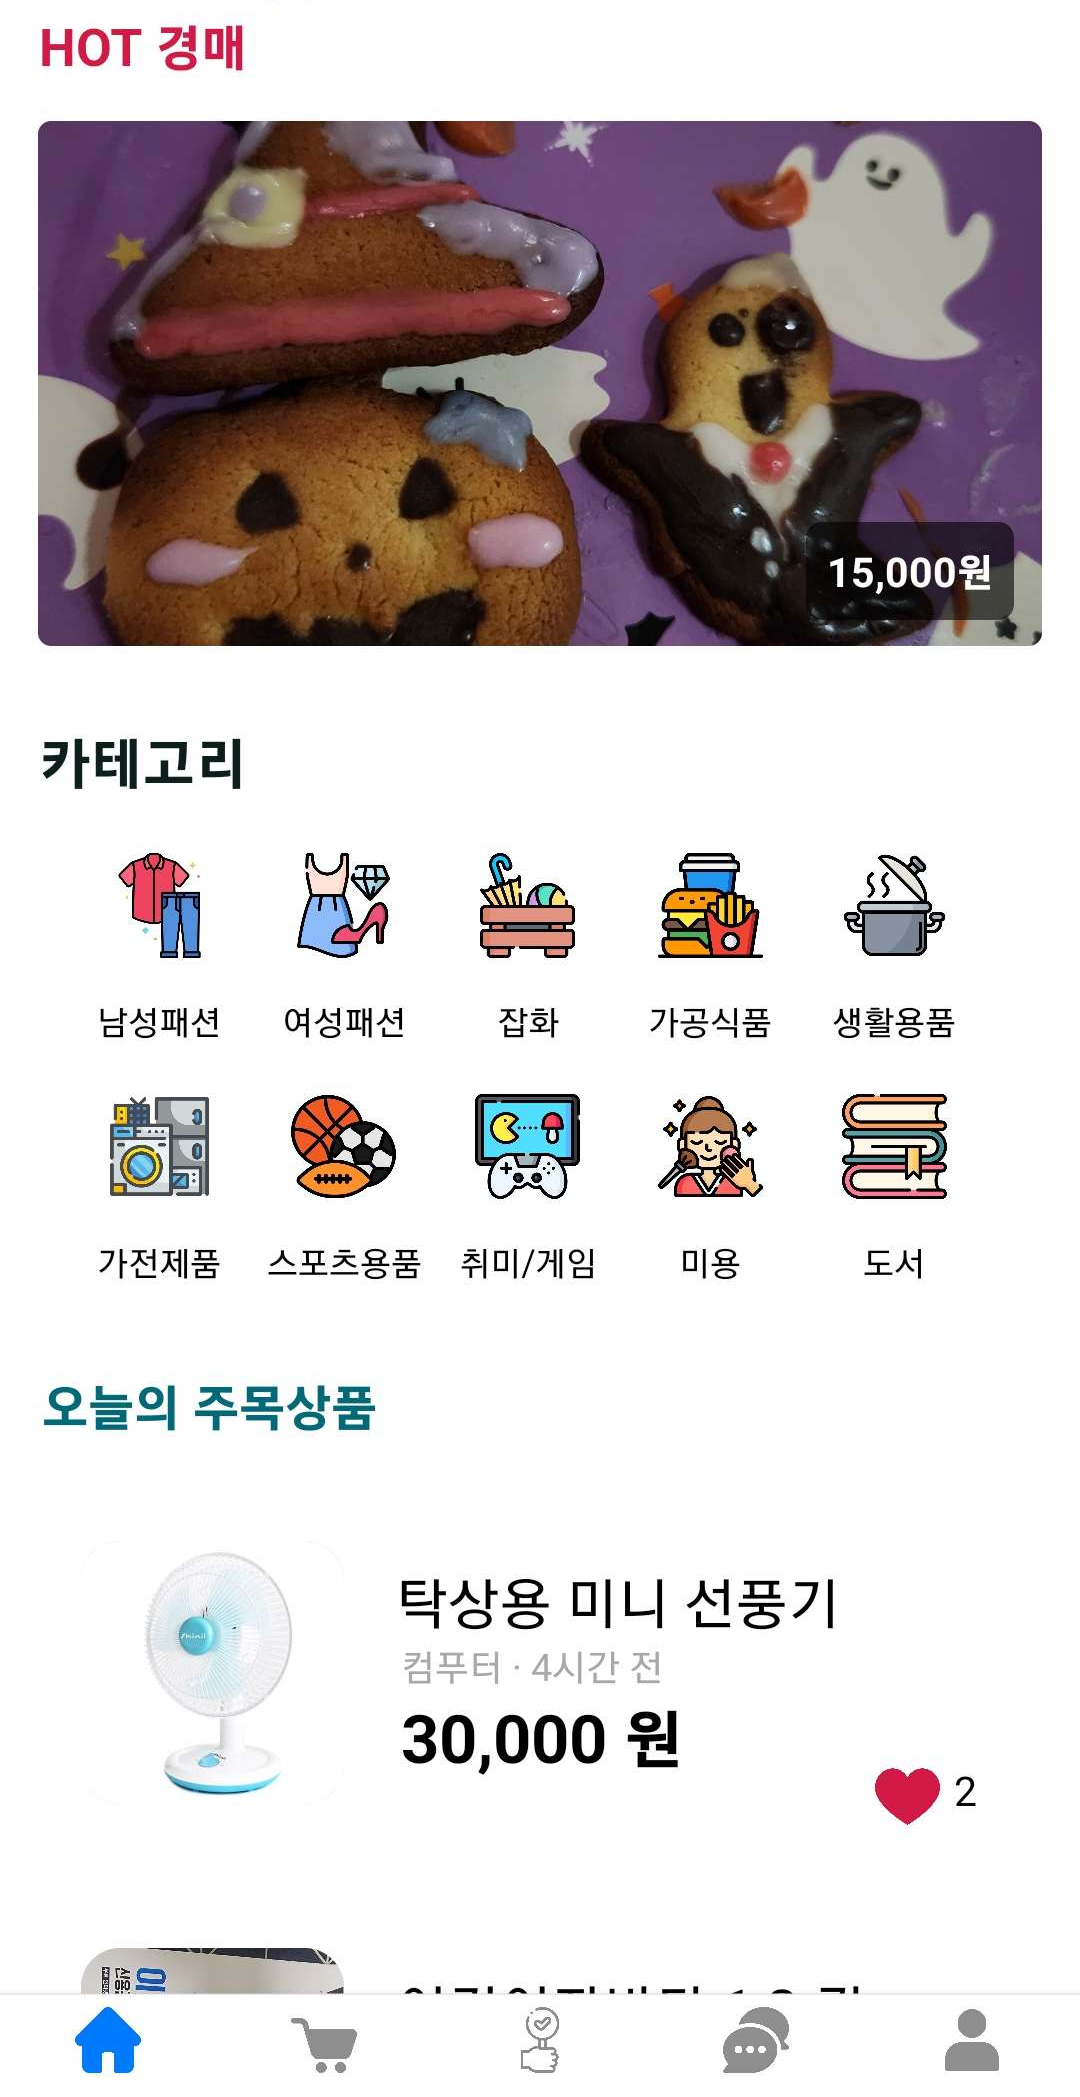 HOT 경매
15,000원
카테고리
남성패션 여성패션 잡화 가공식품 생활용품
가전제품 스포츠용품 취미/게임 미용 도서
오늘의 주목상품
탁상용 미니 선풍기
컴퓨터 · 4시간 전
30,000 원
2